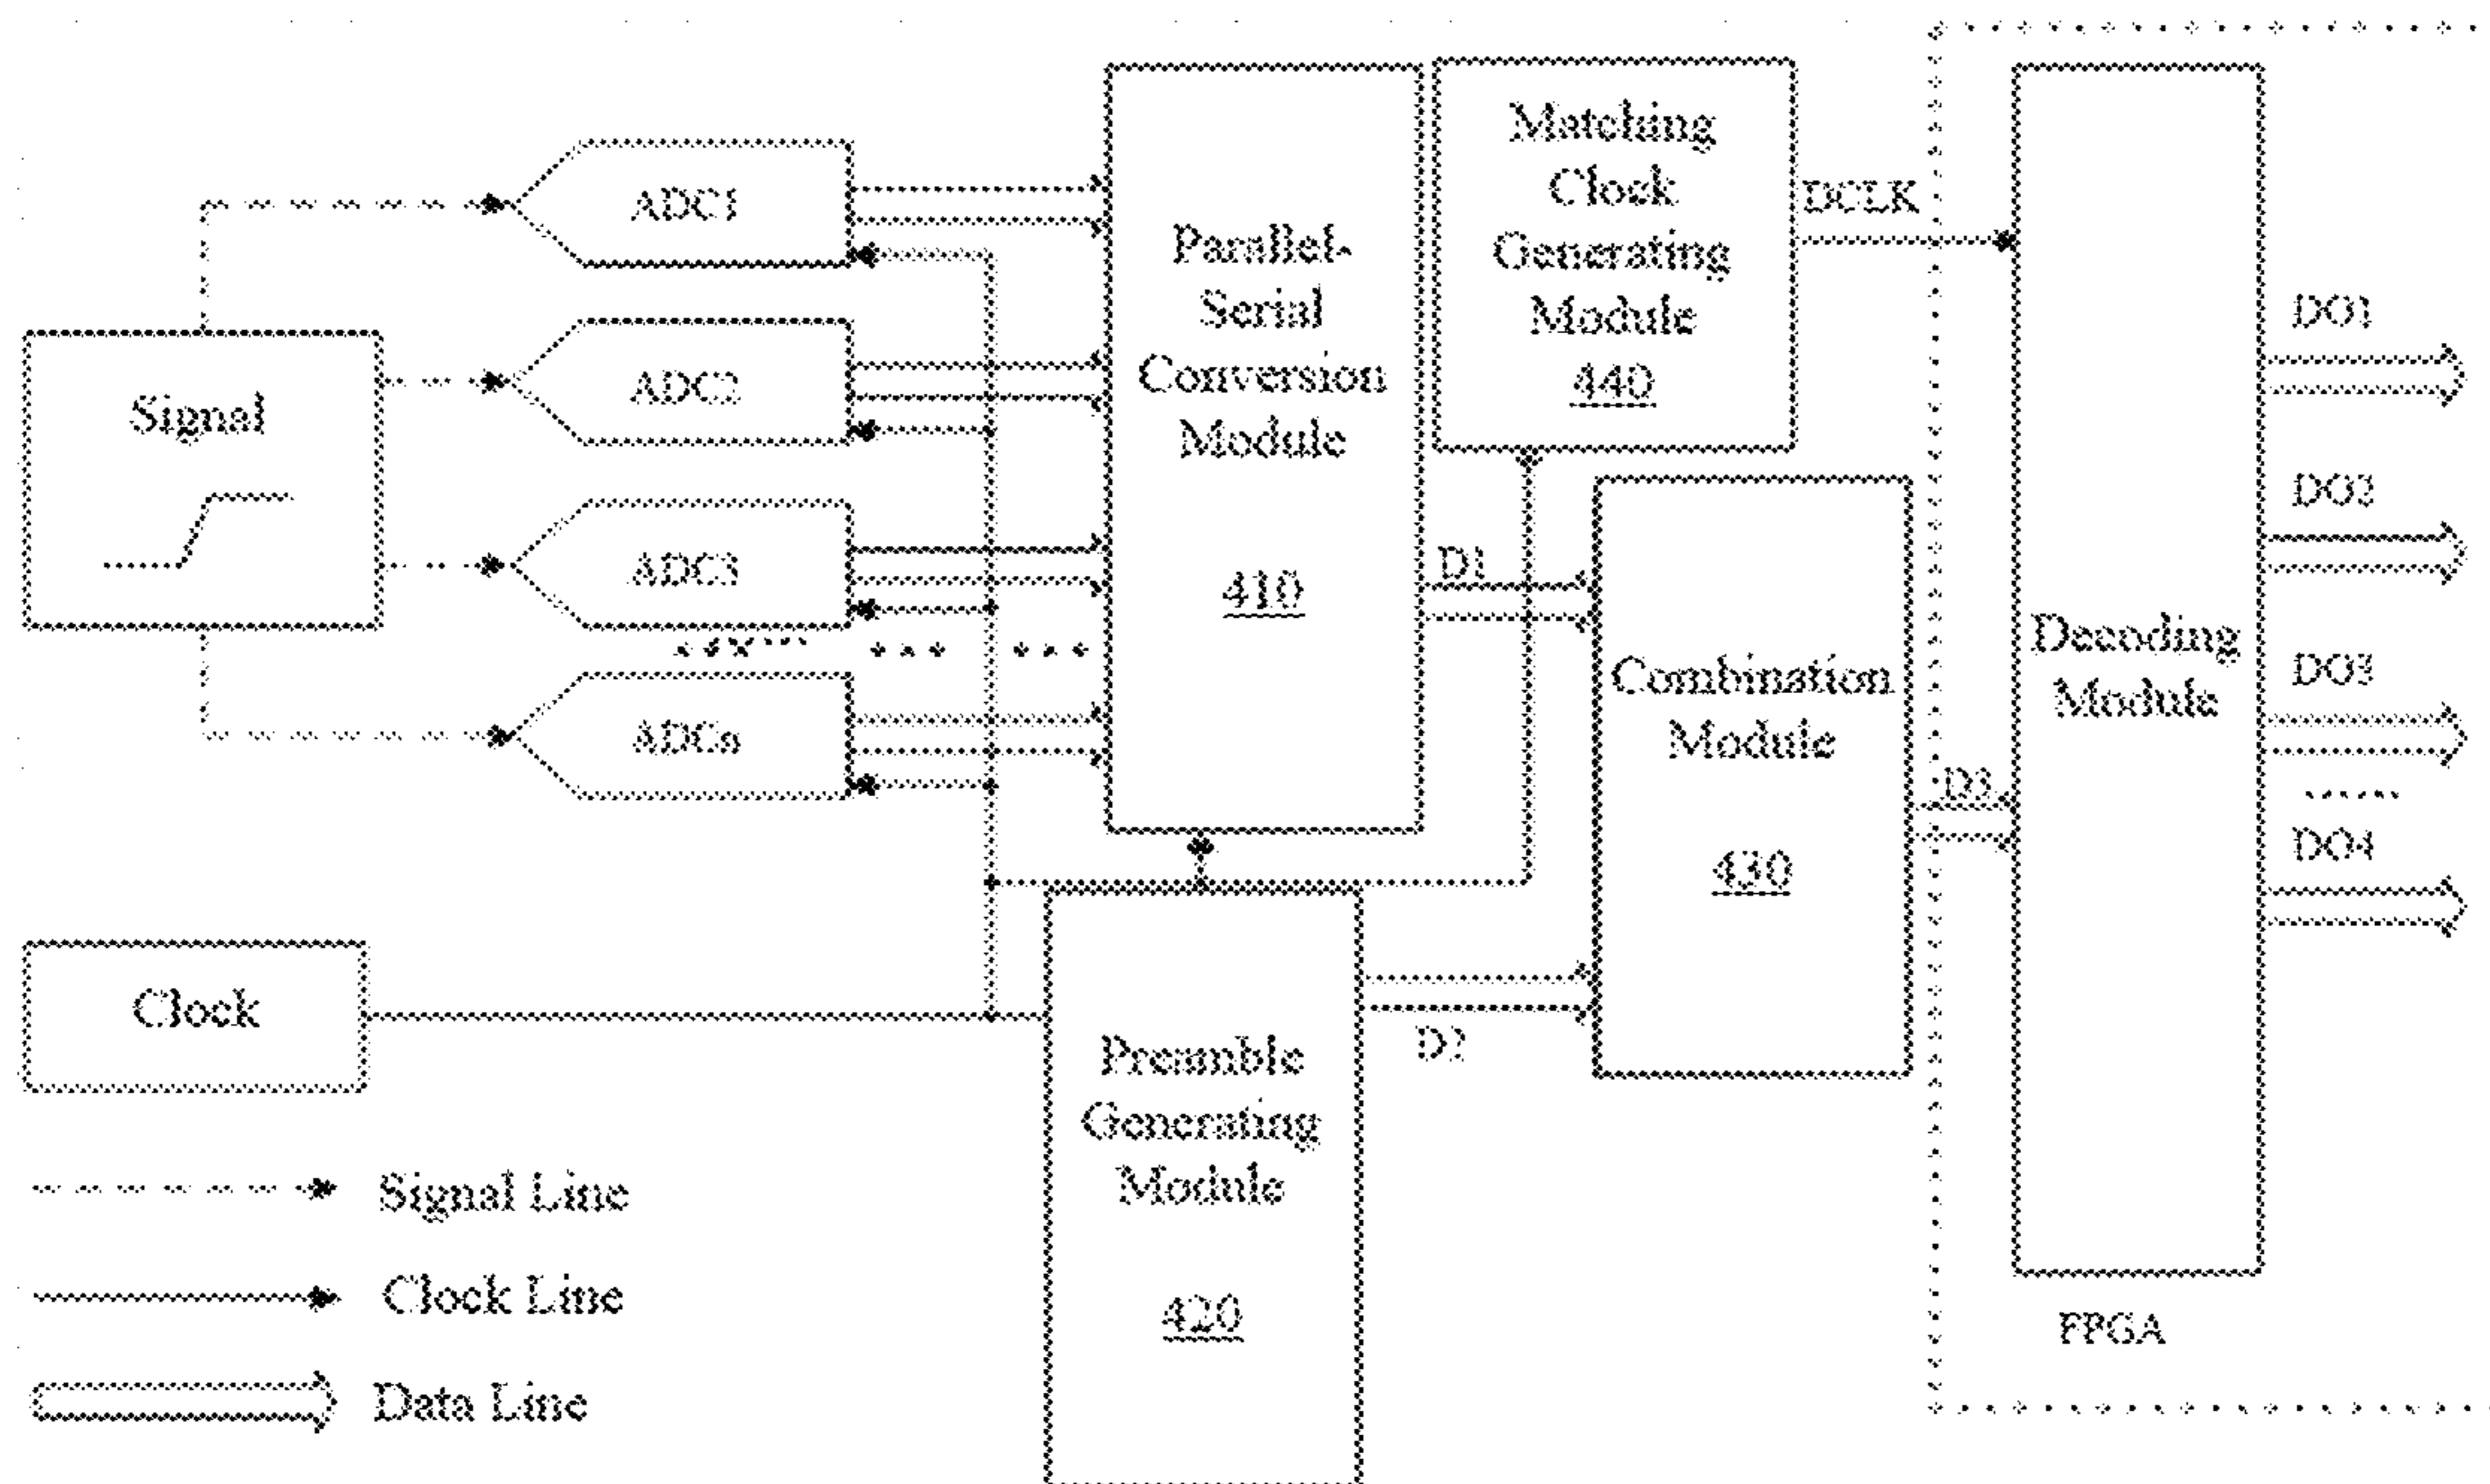 Signal
ADC1
ADC2
ADC3
ADCn
Parallel-
Serial
Conversion
Module
410
Matching
Clock
Generating
Module
440
DCLK
D1
Combination
Module
430
D3
Decoding
Module
DO1
DO2
DO3
DO4
Clock
Preamble
Generating
Module
420
D2
Signal Line
Clock Line
Data Line
FPGA